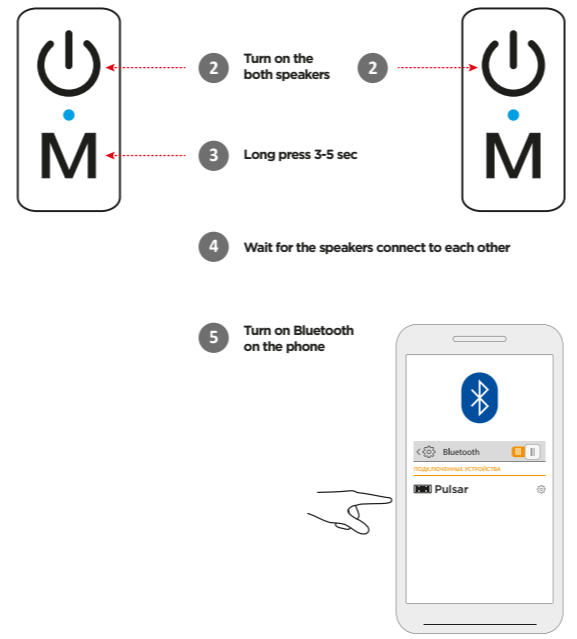 2
Turn on the
both speakers
2
M
3
Long press 3-5 sec
M
4
Wait for the speakers connect to each other
5
Turn on Bluetooth
on the phone
Bluetooth
ПОДКЛЮЧЕННЫЕ УСТРОЙСТВА
Pulsar